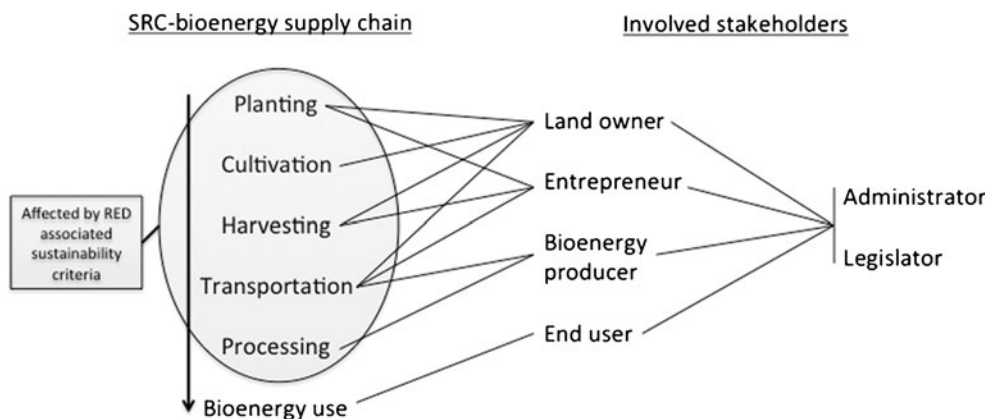 SRC-bioenergy supply chain
Involved stakeholders
Planting
Cultivation
Harvesting
Transportation
Processing
Bioenergy use
Affected by RED
associated
sustainability
criteria
Land owner
Entrepreneur
Bioenergy
producer
End user
Administrator
Legislator